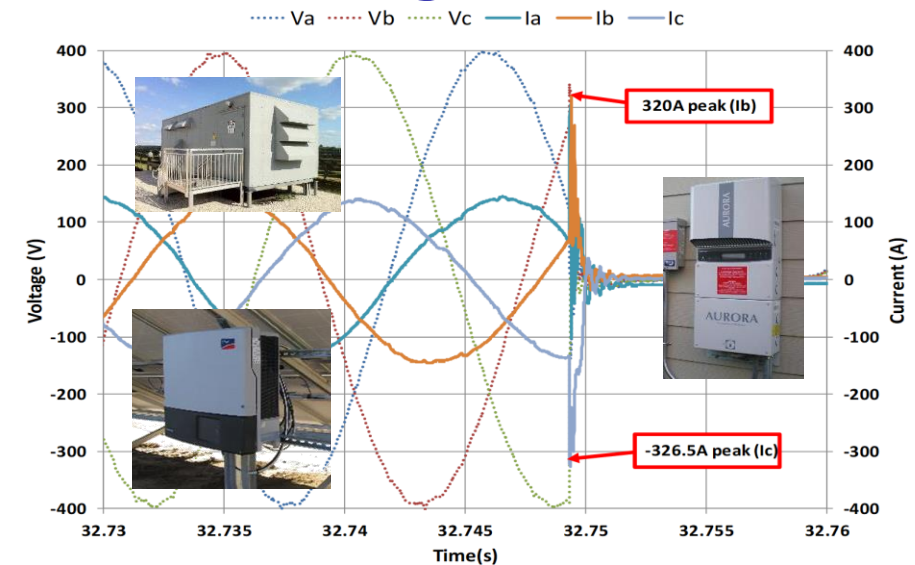 Va Vb Vc Ia Ib Ic
400 400
300 300
200 200
100 100
0 0
-100 -100
-200 -200
-300 -300
-400 -400
Voltage (V)
Current (A)
320A peak (Ib)
-326.5A peak (Ic)
AURORA
AURORA
32.73 32.735 32.74 32.745 32.75 32.755 32.76
Time(s)